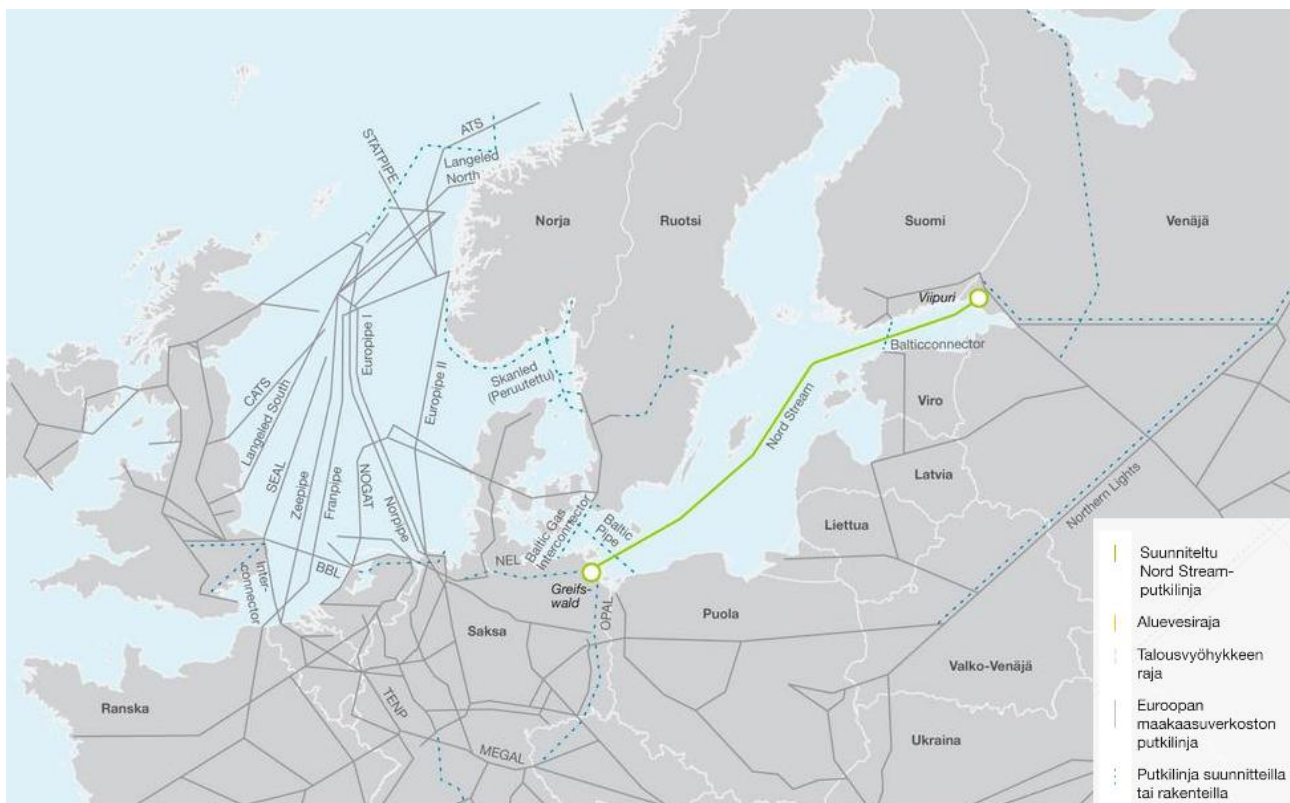 ATS
STATPIPE
Langeled
North
Norja
Ruotsi
Suomi
Venäjä
Viipuri
Balticconnector
Europipe I
Europipe II
Skanled
(Peruutettu)
CATS
Langeled South
SEAL
Zeepipe
Franpipe
NOGAT
Norpipe
Nord Stream
Viro
Latvia
Liettua
Northern Lights
Baltic Gas
Interconnector
Baltic
Pipe
NEL
BBL
Inter-
connector
Greifs-
wald
OPAL
Puola
Saksa
Valko-Venäjä
Ranska
TENP
MEGAL
Ukraina
Suunniteltu
Nord Stream-
putkilinja
Aluevesiraja
Talousvyöhykkeen
raja
Euroopan
maakaasuverkoston
putkilinja
Putkilinja suunnitteilla
tai rakenteilla